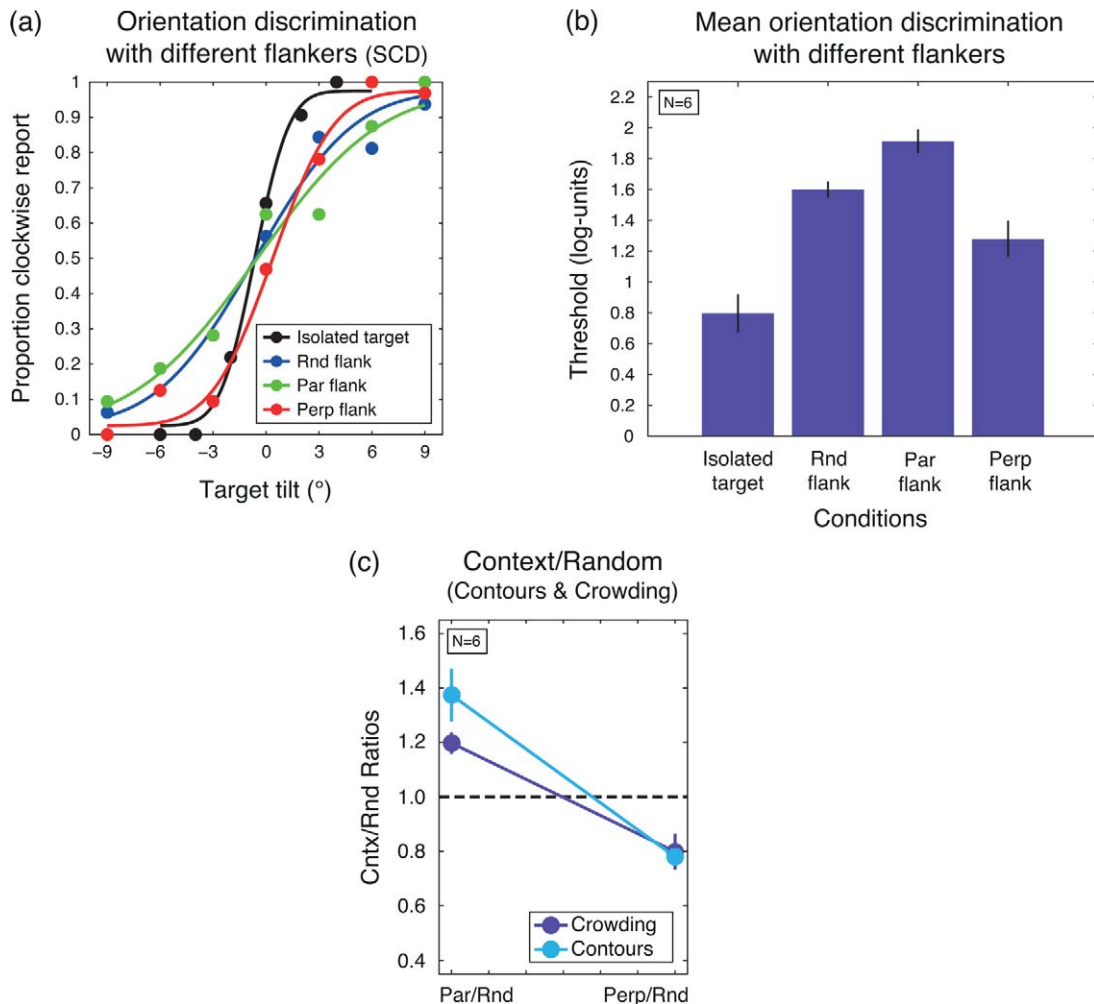 (a)
Orientation discrimination
with different flankers (SCD)
Proportion clockwise report
1
0.9
0.8
0.7
0.6
0.5
0.4
0.3
0.2
0.1
0
−9
−6
−3
0
3
6
9
Target tilt (°)
Isolated target
Rnd flank
Par flank
Perp flank
(b)
Mean orientation discrimination
with different flankers
N=6
Threshold (log-units)
2.2
2
1.8
1.6
1.4
1.2
1
0.8
0.6
0.4
0.2
0
Isolated
target
Rnd
flank
Par
flank
Perp
flank
Conditions
(c)
Context/Random
(Contours & Crowding)
N=6
Cntx/Rnd Ratios
1.6
1.4
1.2
1.0
0.8
0.6
0.4
Crowding
Contours
Par/Rnd
Perp/Rnd